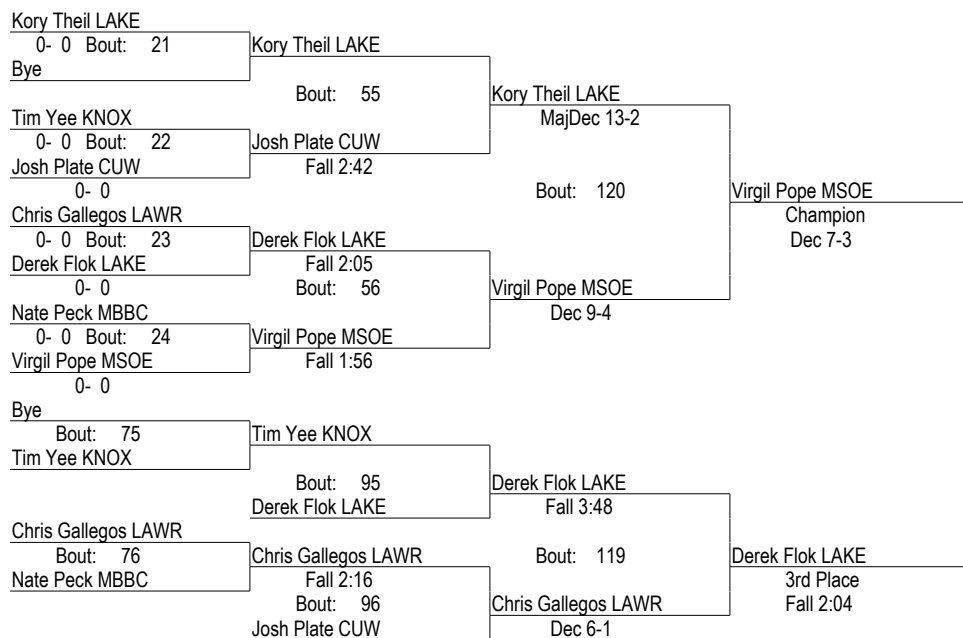 Kory Theil LAKE
0- 0 Bout: 21
Kory Theil LAKE
Bye
Bout: 55
Kory Theil LAKE
Tim Yee KNOX
MajDec 13-2
0- 0 Bout: 22
Josh Plate CUW
Josh Plate CUW
Fall 2:42
0- 0
Bout: 120
Virgil Pope MSOE
Chris Gallegos LAWR
Champion
0- 0 Bout: 23
Derek Flok LAKE
Dec 7-3
Derek Flok LAKE
Fall 2:05
0- 0
Bout: 56
Virgil Pope MSOE
Nate Peck MBBC
Dec 9-4
0- 0 Bout: 24
Virgil Pope MSOE
Virgil Pope MSOE
Fall 1:56
0- 0
Bye
Bout: 75
Tim Yee KNOX
Tim Yee KNOX
Bout: 95
Derek Flok LAKE
Derek Flok LAKE
Fall 3:48
Chris Gallegos LAWR
Bout: 76
Chris Gallegos LAWR
Bout: 119
Derek Flok LAKE
Nate Peck MBBC
Fall 2:16
3rd Place
Bout: 96
Chris Gallegos LAWR
Fall 2:04
Josh Plate CUW
Dec 6-1